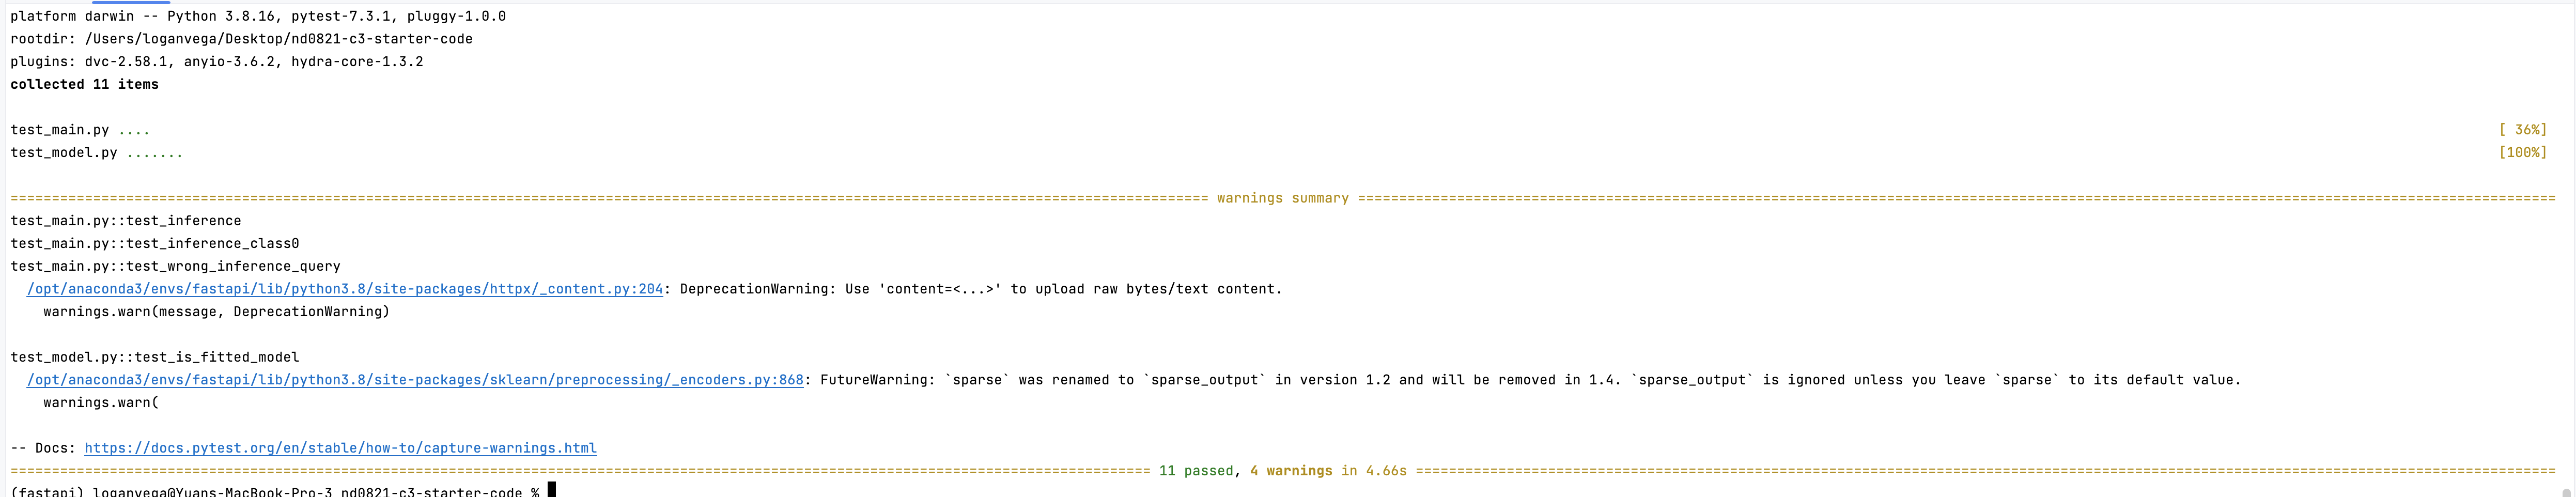 platform darwin -- Python 3.8.16, pytest-7.3.1, pluggy-1.0.0
rootdir: /Users/loganvega/Desktop/nd0821-c3-starter-code
plugins: dvc-2.58.1, anyio-3.6.2, hydra-core-1.3.2
collected 11 items
test_main.py .... [ 36%]
test_model.py ....... [100%]
warnings summary
test_main.py::test_inference
test_main.py::test_inference_class0
test_main.py::test_wrong_inference_query
/opt/anaconda3/envs/fastapi/lib/python3.8/site-packages/httpx/_content.py:204: DeprecationWarning: Use 'content=<...>' to upload raw bytes/text content.
warnings.warn(message, DeprecationWarning)
test_model.py::test_is_fitted_model
/opt/anaconda3/envs/fastapi/lib/python3.8/site-packages/sklearn/preprocessing/_encoders.py:868: FutureWarning: `sparse` was renamed to `sparse_output` in version 1.2 and will be removed in 1.4. `sparse_output` is ignored unless you leave `sparse` to its default value.
warnings.warn(
-- Docs: https://docs.pytest.org/en/stable/how-to/capture-warnings.html
11 passed, 4 warnings in 4.66s
(fastapi) loganvega@Yuans-MacBook-Pro-3 nd0821-c3-starter-code %